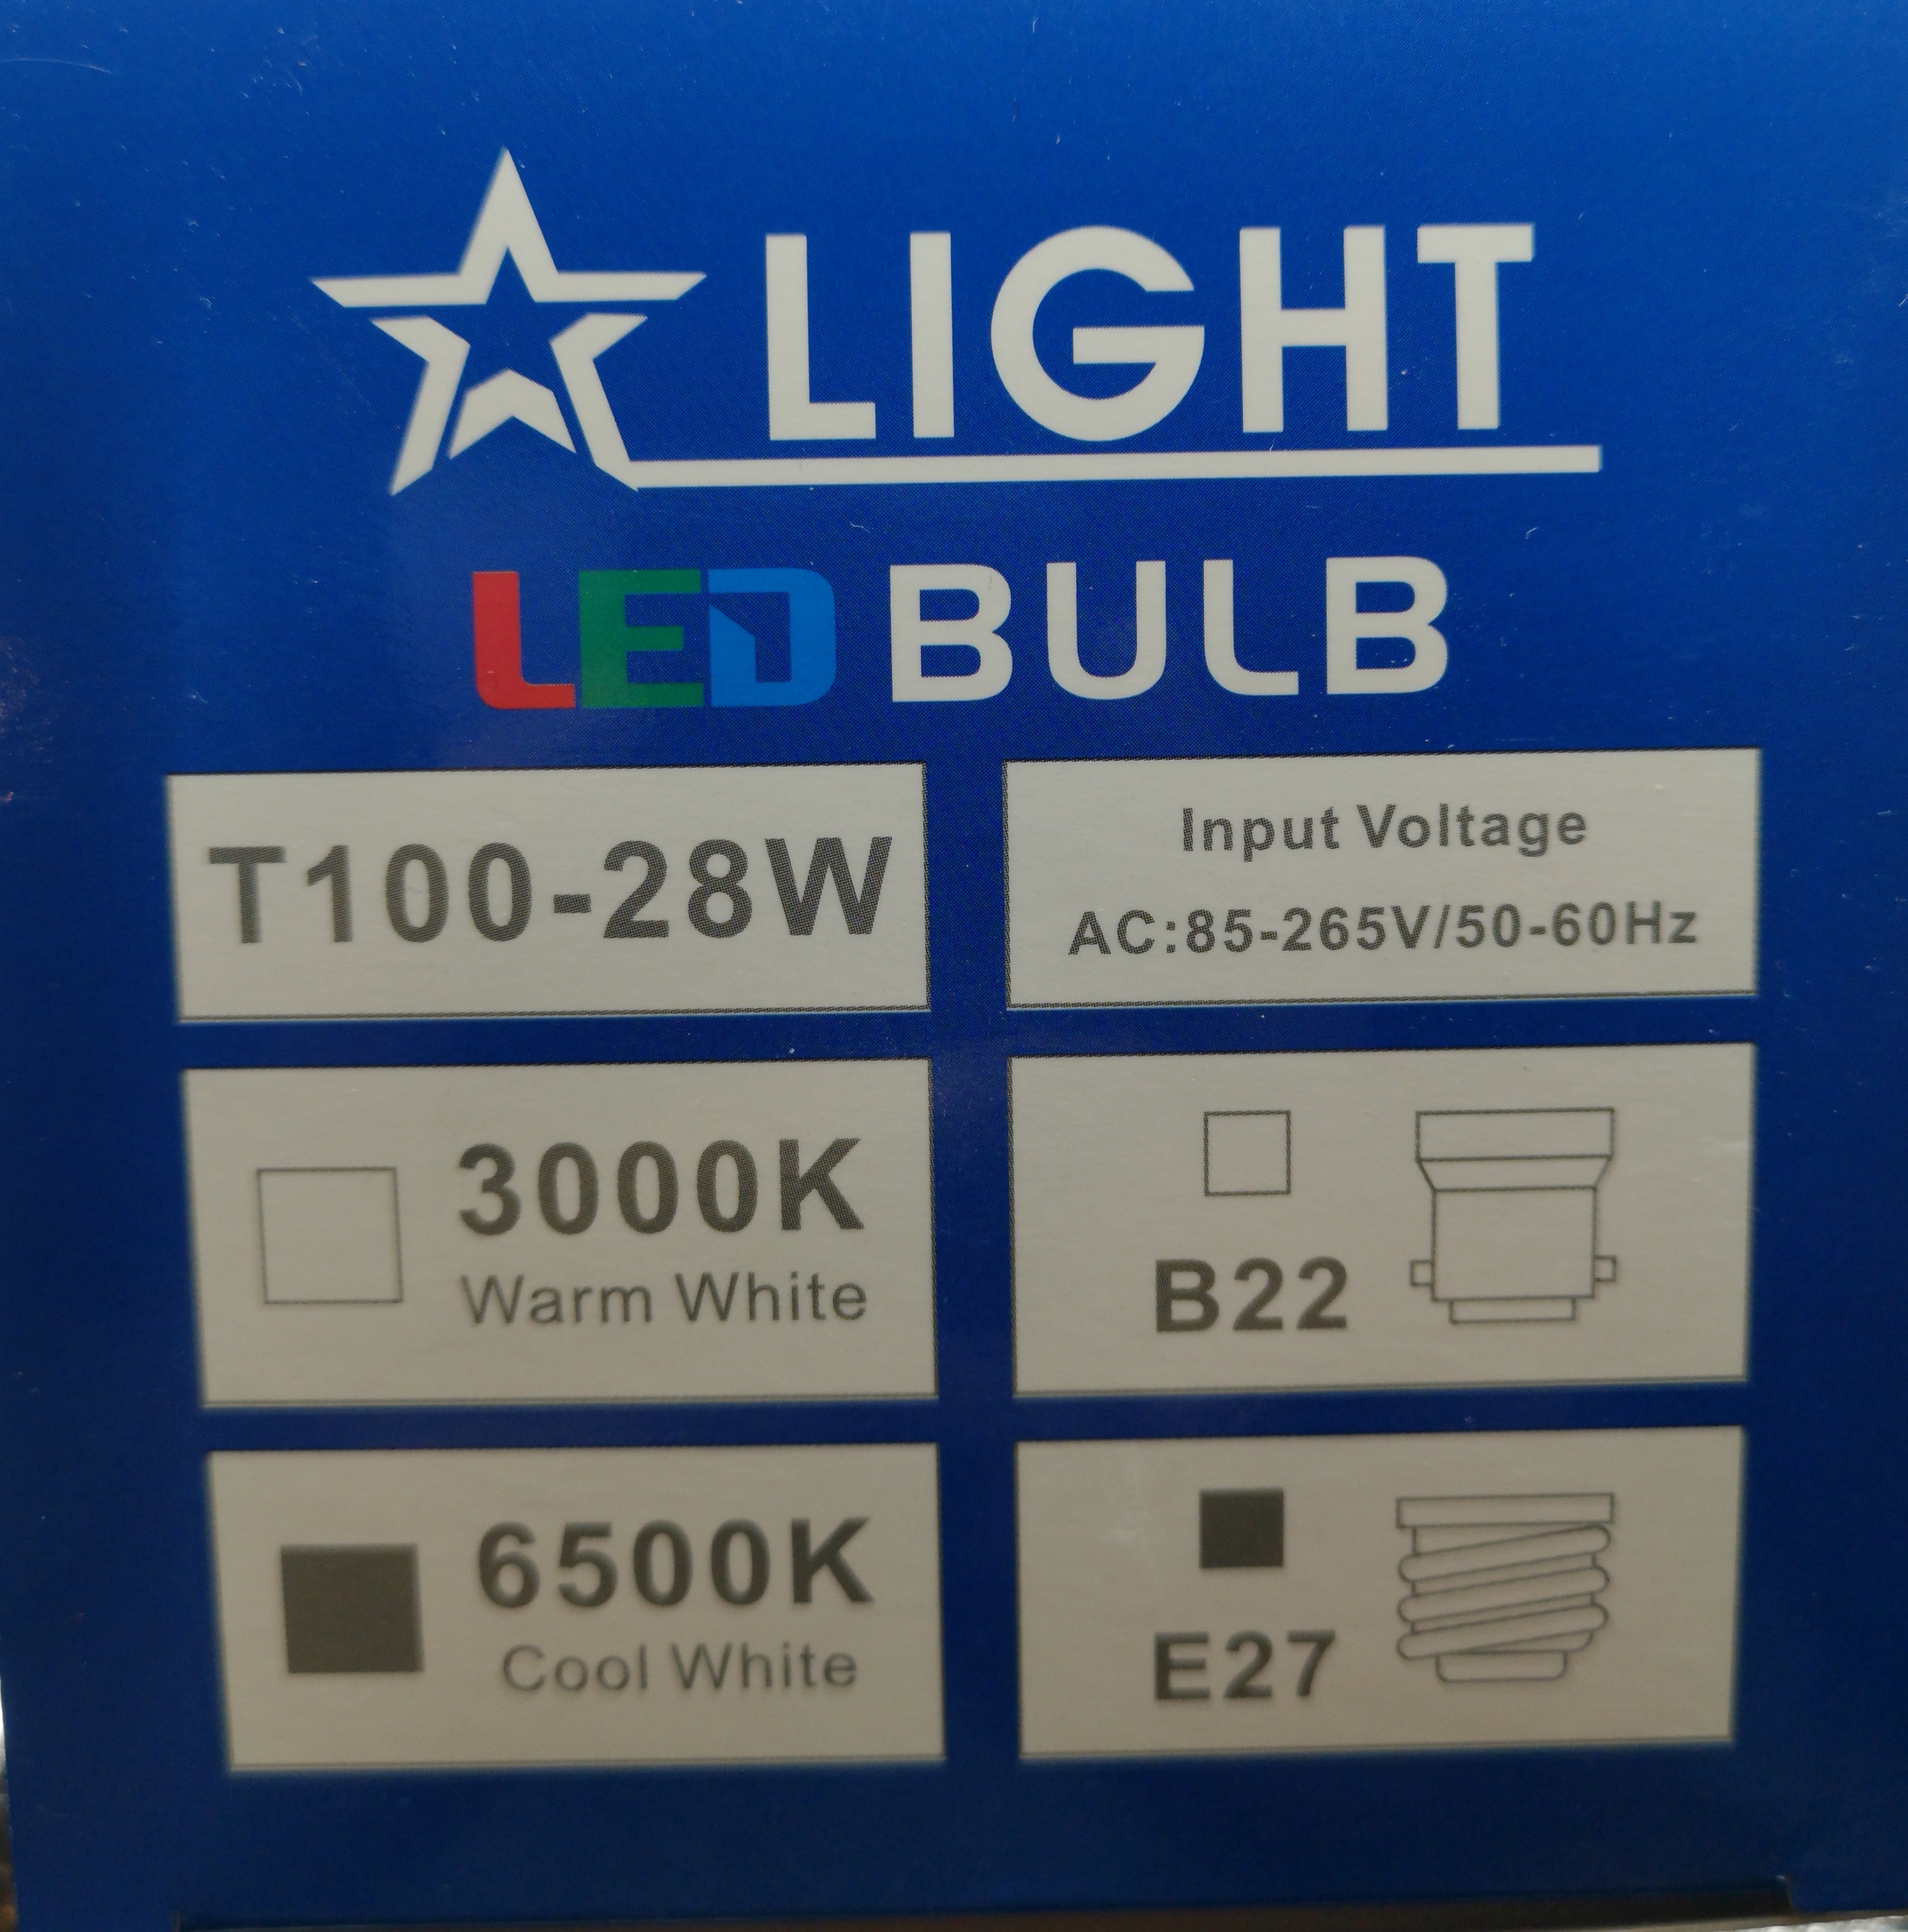 LIGHT
LED BULB
T100-28W
Input Voltage
AC:85-265V/50-60Hz
3000K
Warm White
B22
6500K
Cool White
E27